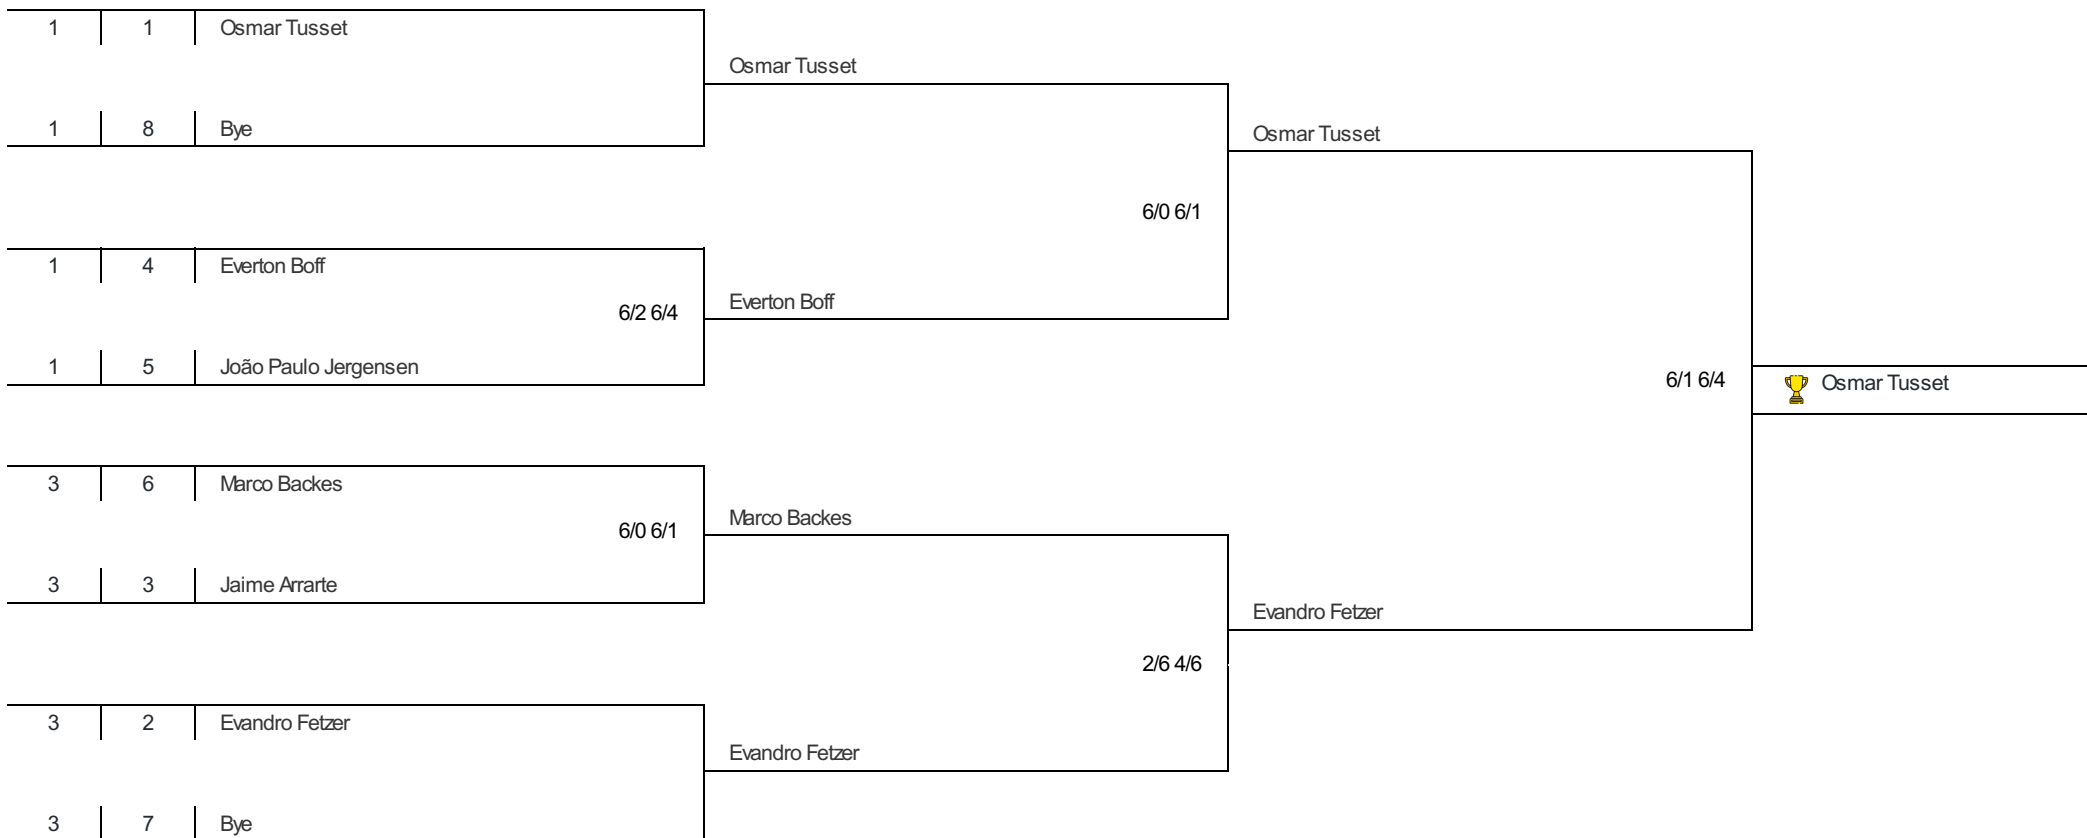 1 1 Osmar Tusset
Osmar Tusset
1 8 Bye
Osmar Tusset
6/0 6/1
1 4 Everton Boff
Everton Boff
6/2 6/4
1 5 João Paulo Jergensen
6/1 6/4
Osmar Tusset
3 6 Marco Backes
Marco Backes
6/0 6/1
3 3 Jaime Arrarte
Evandro Fetzer
2/6 4/6
3 2 Evandro Fetzer
Evandro Fetzer
3 7 Bye